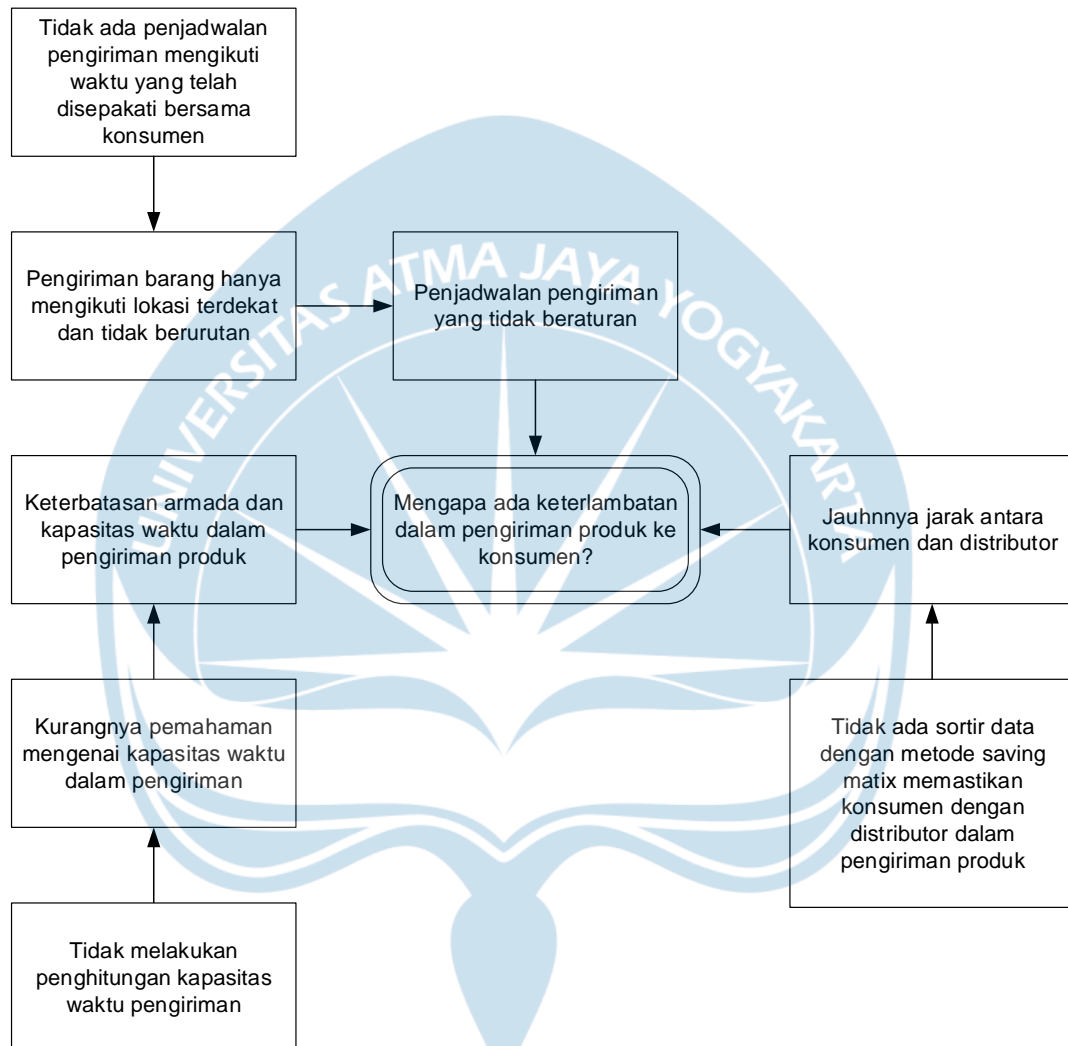 Tidak ada penjadwalan
pengiriman mengikuti
waktu yang telah
disepakati bersama
konsumen
Pengiriman barang hanya
mengikuti lokasi terdekat
dan tidak berurutan
Penjadwalan pengiriman
yang tidak beraturan
UNIVERSITAS ATMA JAYA YOGYAKARTA
Keterbatasan armada dan
kapasitas waktu dalam
pengiriman produk
Mengapa ada keterlambatan
dalam pengiriman produk ke
konsumen?
Jauhnnya jarak antara
konsumen dan distributor
Kurangnya pemahaman
mengenai kapasitas waktu
dalam pengiriman
Tidak ada sortir data
dengan metode saving
matix memastikan
konsumen dengan
distributor dalam
pengiriman produk
Tidak melakukan
penghitungan kapasitas
waktu pengiriman